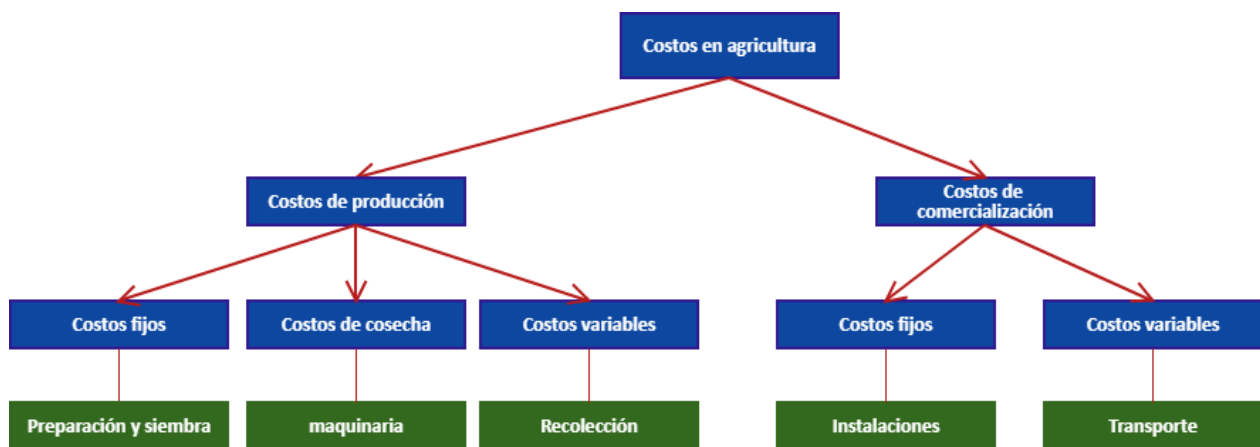 Costos en agricultura
Costos de producción
Costos de
comercialización
Costos fijos
Costos de cosecha
Costos variables
Costos fijos
Costos variables
Preparación y siembra
maquinaria
Recolección
Instalaciones
Transporte